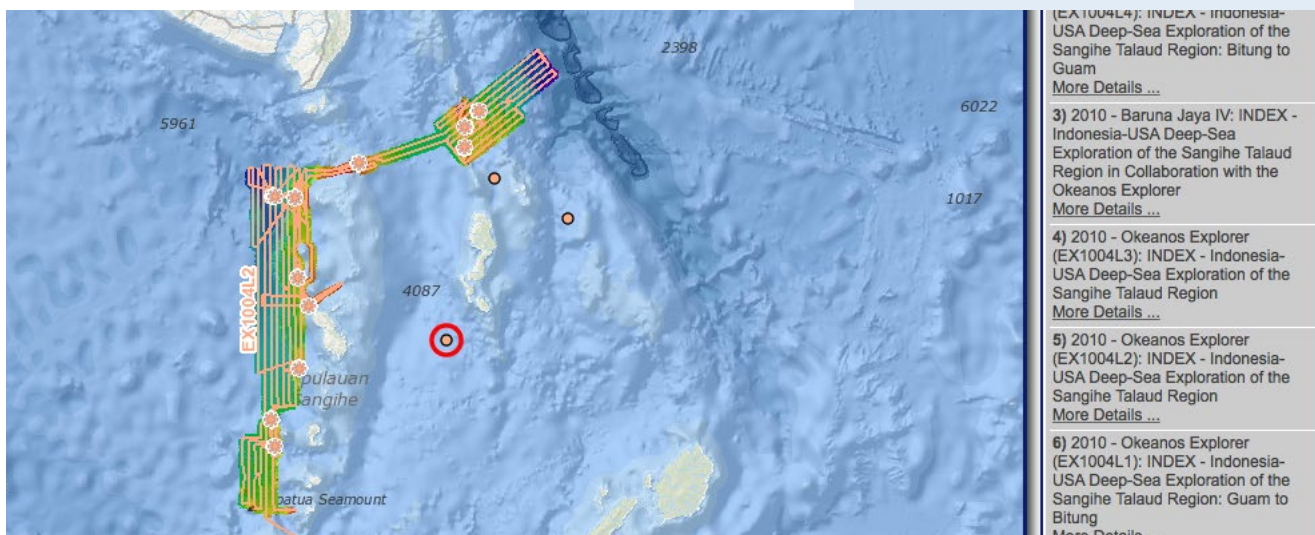 2398
5961
6022
1017
4087
EX1004L2
pulauan
angihe
patua Seamount
(EX1004L4): INDEX - Indonesia-
USA Deep-Sea Exploration of the
Sangihe Talaud Region: Bitung to
Guam
More Details ...
3) 2010 - Baruna Jaya IV: INDEX -
Indonesia-USA Deep-Sea
Exploration of the Sangihe Talaud
Region in Collaboration with the
Okeanos Explorer
More Details ...
4) 2010 - Okeanos Explorer
(EX1004L3): INDEX - Indonesia-
USA Deep-Sea Exploration of the
Sangihe Talaud Region
More Details ...
5) 2010 - Okeanos Explorer
(EX1004L2): INDEX - Indonesia-
USA Deep-Sea Exploration of the
Sangihe Talaud Region
More Details ...
6) 2010 - Okeanos Explorer
(EX1004L1): INDEX - Indonesia-
USA Deep-Sea Exploration of the
Sangihe Talaud Region: Guam to
Bitung
More Details